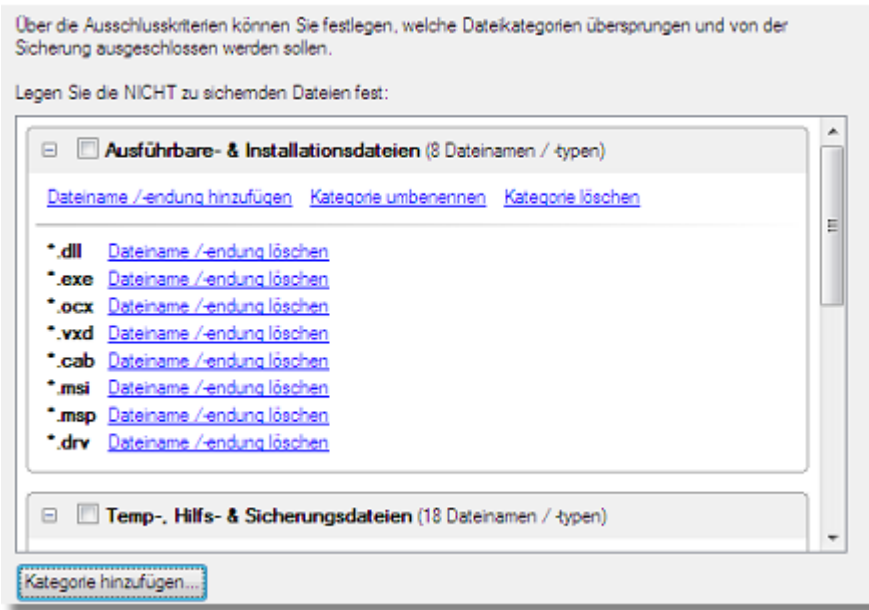 Über die Ausschlusskriterien können Sie festlegen, welche Dateikategorien übersprungen und von der
Sicherung ausgeschlossen werden sollen.
Legen Sie die NICHT zu sichernden Dateien fest:
Ausführbare- & Installationsdateien (8 Dateinamen / -typen)
Dateiname /-endung hinzufügen Kategorie umbenennen Kategorie löschen
*.dll Dateiname /-endung löschen
*.exe Dateiname /-endung löschen
*.ocx Dateiname /-endung löschen
*.vxd Dateiname /-endung löschen
*.cab Dateiname /-endung löschen
*.msi Dateiname /-endung löschen
*.msp Dateiname /-endung löschen
*.drv Dateiname /-endung löschen
Temp-, Hilfs- & Sicherungsdateien (18 Dateinamen / -typen)
Kategorie hinzufügen...